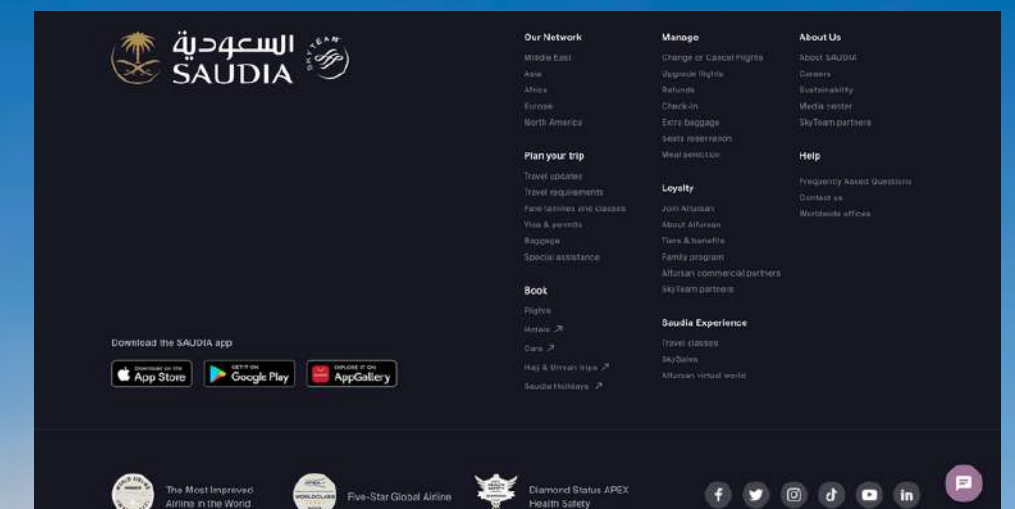 السعودية
SAUDIA
SKYTEAM
Our Network
Middle East
Asia
Africa
Europe
North America
Plan your trip
Travel updates
Travel requirements
Fare families and classes
Visa & permits
Baggage
Special assistance
Book
Flights
Hotels
Cars
Hajj & Umrah trips
Saudia Holidays
Manage
Change or Cancel Flights
Upgrade flights
Refunds
Check-in
Extra baggage
Seats reservation
Meal selection
Loyalty
Join Alfursan
About Alfursan
Tiers & benefits
Family program
Alfursan commercial partners
SkyTeam partners
Saudia Experience
Travel classes
SkySales
Alfursan virtual world
About Us
About SAUDIA
Careers
Sustainability
Media center
SkyTeam partners
Help
Frequently Asked Questions
Contact us
Worldwide offices
Download the SAUDIA app
Download on the
App Store
GET IT ON
Google Play
EXPLORE IT ON
AppGallery
The Most Improved
Airline in the World
WORLDCLASS
Five-Star Global Airline
Diamond Status APEX
Health Safety